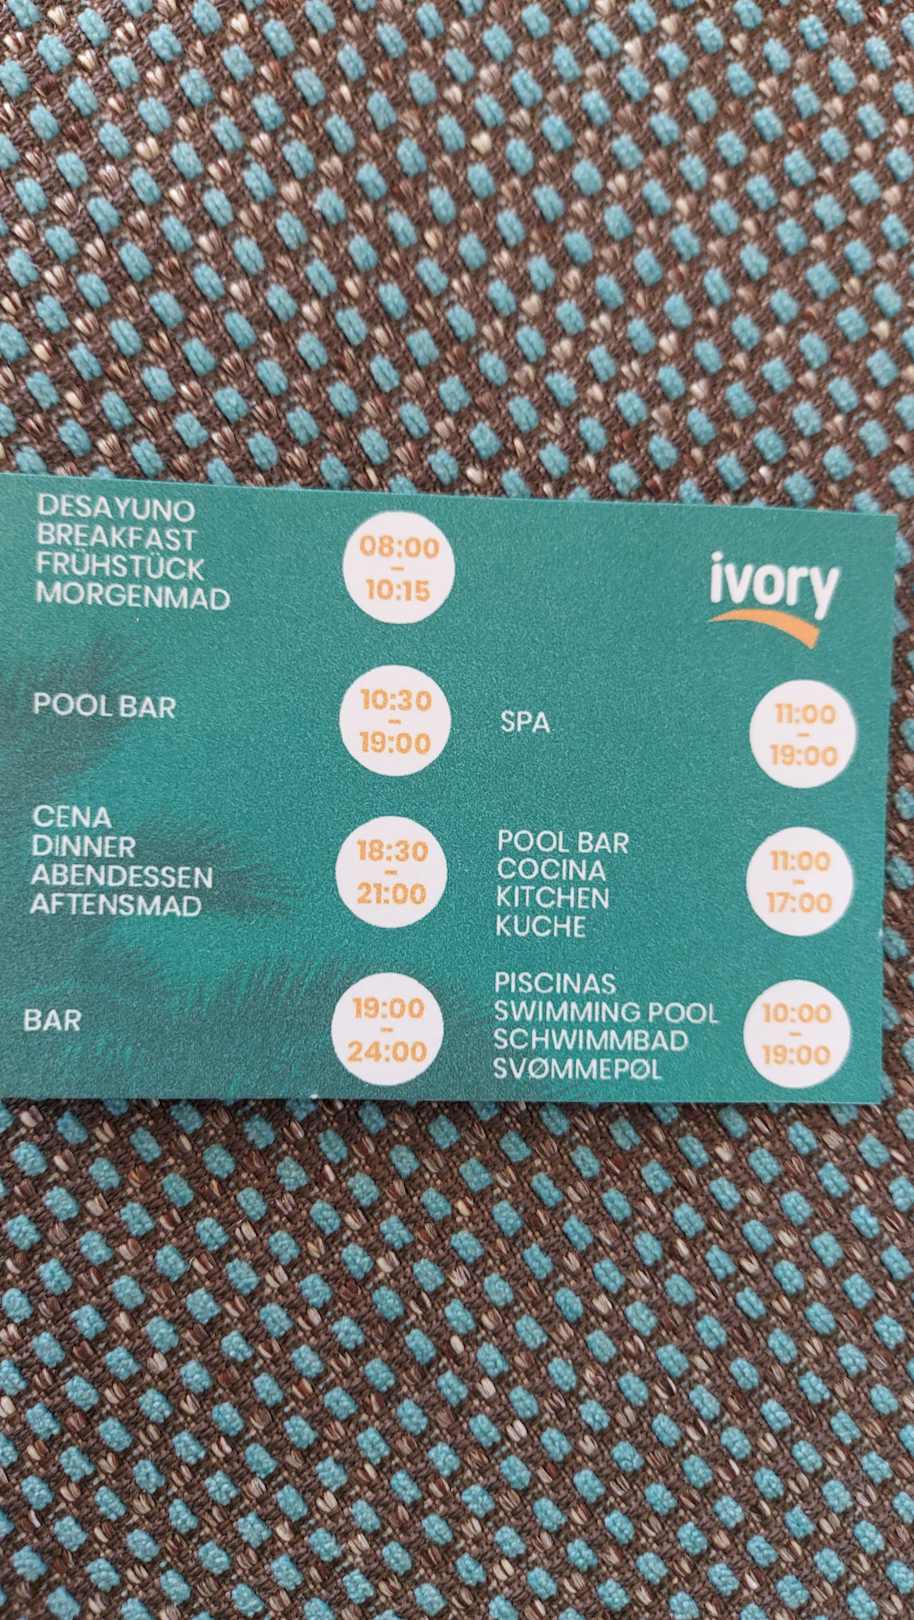 DESAYUNO
BREAKFAST
FRÜHSTÜCK
MORGENMAD
08:00
-
10:15
POOL BAR
10:30
-
19:00
CENA
DINNER
ABENDESSEN
AFTENSMAD
18:30
-
21:00
BAR
19:00
-
24:00
ivory
SPA
11:00
-
19:00
POOL BAR
COCINA
KITCHEN
KUCHE
11:00
-
17:00
PISCINAS
SWIMMING POOL
SCHWIMMBAD
SVØMMEPØL
10:00
-
19:00